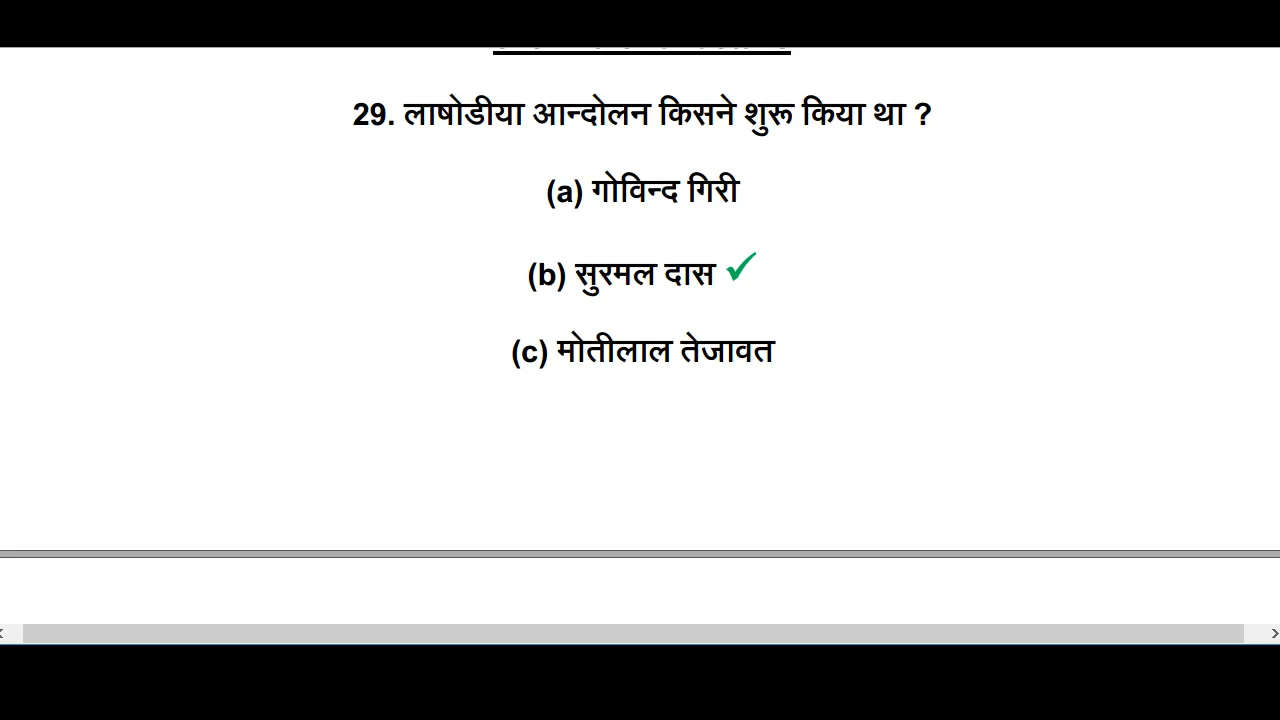 29. लाषोडीया आन्दोलन किसने शुरू किया था ?
(a) गोविन्द गिरी
(b) सुरमल दास ✓
(c) मोतीलाल तेजावत